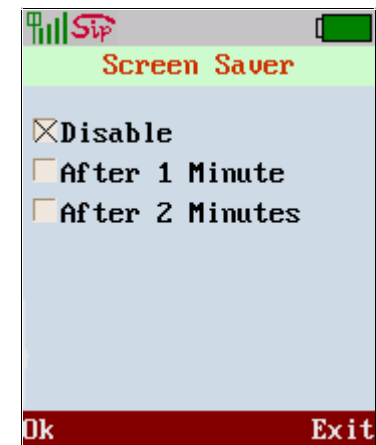 Sip
Screen Saver
Disable
After 1 Minute
After 2 Minutes
Ok Exit